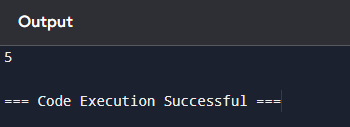 Output
5
=== Code Execution Successful ===